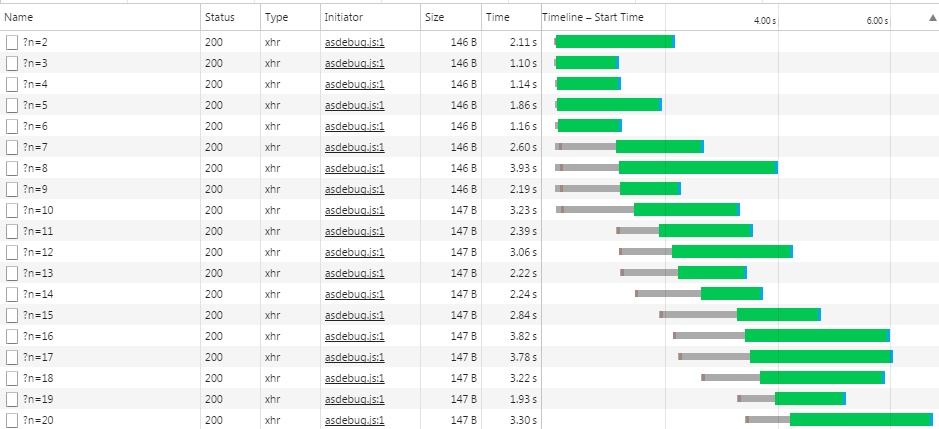 Name Status Type Initiator Size Time Timeline – Start Time 4.00 s 6.00 s
?n=2 200 xhr asdebug.js:1 146 B 2.11 s
?n=3 200 xhr asdebug.js:1 146 B 1.10 s
?n=4 200 xhr asdebug.js:1 146 B 1.14 s
?n=5 200 xhr asdebug.js:1 146 B 1.86 s
?n=6 200 xhr asdebug.js:1 146 B 1.16 s
?n=7 200 xhr asdebug.js:1 146 B 2.60 s
?n=8 200 xhr asdebug.js:1 146 B 3.93 s
?n=9 200 xhr asdebug.js:1 146 B 2.19 s
?n=10 200 xhr asdebug.js:1 147 B 3.23 s
?n=11 200 xhr asdebug.js:1 147 B 2.39 s
?n=12 200 xhr asdebug.js:1 147 B 3.06 s
?n=13 200 xhr asdebug.js:1 147 B 2.22 s
?n=14 200 xhr asdebug.js:1 147 B 2.24 s
?n=15 200 xhr asdebug.js:1 147 B 2.84 s
?n=16 200 xhr asdebug.js:1 147 B 3.82 s
?n=17 200 xhr asdebug.js:1 147 B 3.78 s
?n=18 200 xhr asdebug.js:1 147 B 3.22 s
?n=19 200 xhr asdebug.js:1 147 B 1.93 s
?n=20 200 xhr asdebug.js:1 147 B 3.30 s